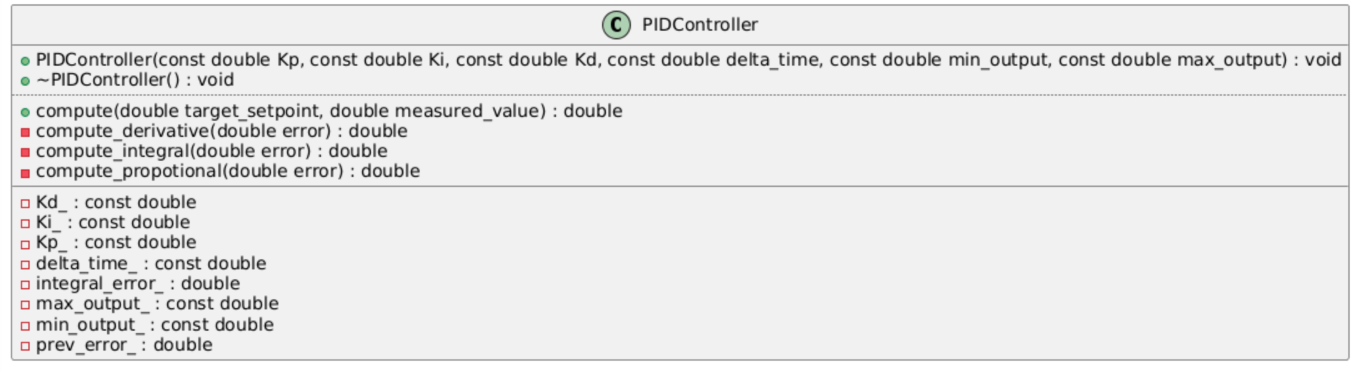 C PIDController
PIDController(const double Kp, const double Ki, const double Kd, const double delta_time, const double min_output, const double max_output) : void
~PIDController() : void
compute(double target_setpoint, double measured_value) : double
compute_derivative(double error) : double
compute_integral(double error) : double
compute_propotional(double error) : double
Kd_ : const double
Ki_ : const double
Kp_ : const double
delta_time_ : const double
integral_error_ : double
max_output_ : const double
min_output_ : const double
prev_error_ : double